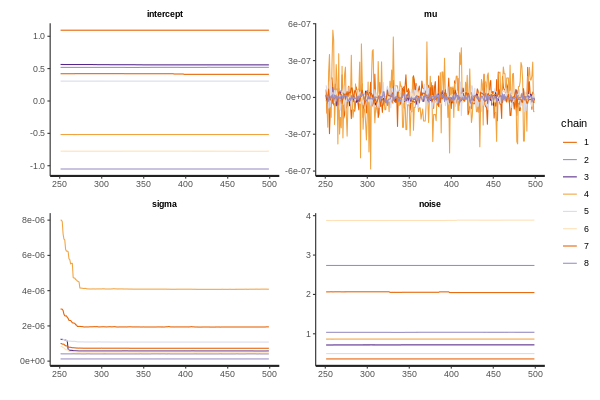 intercept
1.0
0.5
0.0
-0.5
-1.0
250 300 350 400 450 500
mu
6e-07
3e-07
0e+00
-3e-07
-6e-07
250 300 350 400 450 500
sigma
8e-06
6e-06
4e-06
2e-06
0e+00
250 300 350 400 450 500
noise
4
3
2
1
250 300 350 400 450 500
chain
1
2
3
4
5
6
7
8